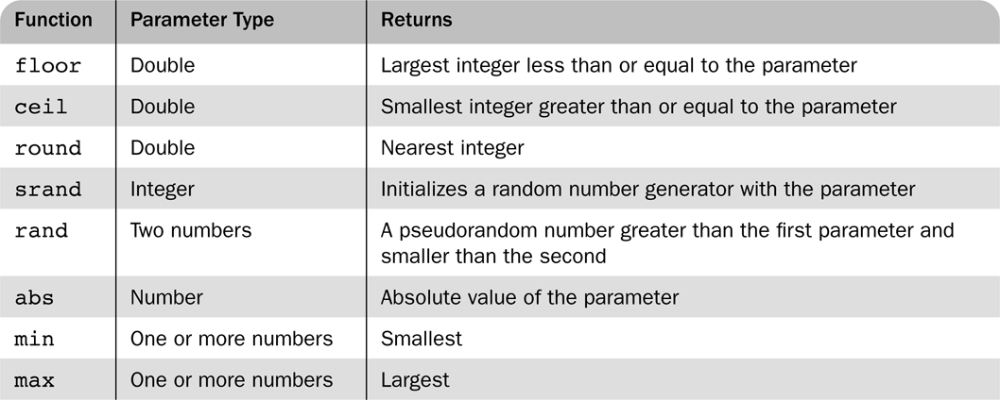 Function Parameter Type Returns
floor Double Largest integer less than or equal to the parameter
ceil Double Smallest integer greater than or equal to the parameter
round Double Nearest integer
srand Integer Initializes a random number generator with the parameter
rand Two numbers A pseudorandom number greater than the first parameter and
smaller than the second
abs Number Absolute value of the parameter
min One or more numbers Smallest
max One or more numbers Largest